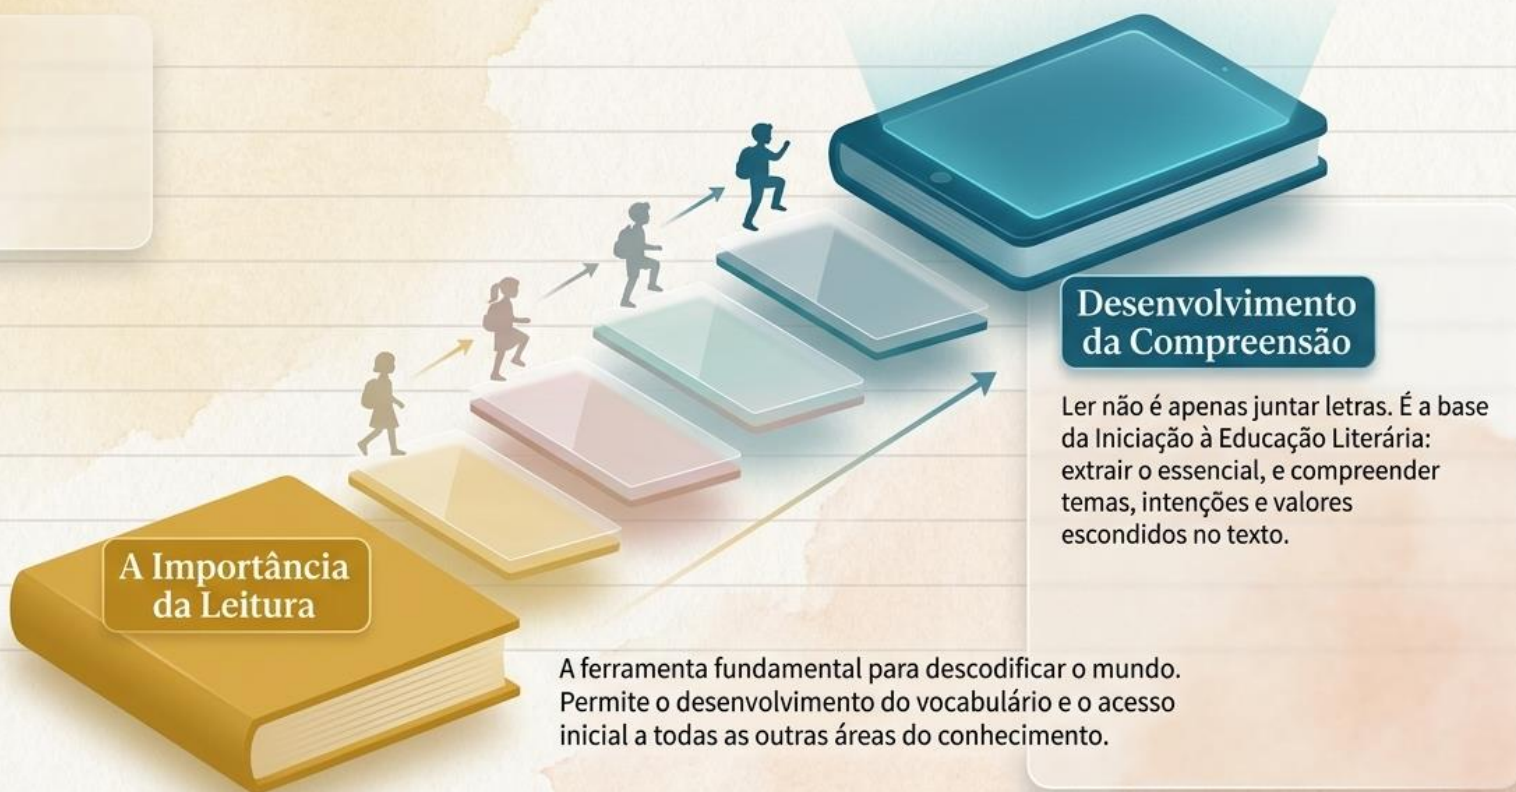 A Importância
da Leitura
A ferramenta fundamental para descodificar o mundo.
Permite o desenvolvimento do vocabulário e o acesso
inicial a todas as outras áreas do conhecimento.
Desenvolvimento
da Compreensão
Ler não é apenas juntar letras. É a base
da Iniciação à Educação Literária:
extrair o essencial, e compreender
temas, intenções e valores
escondidos no texto.